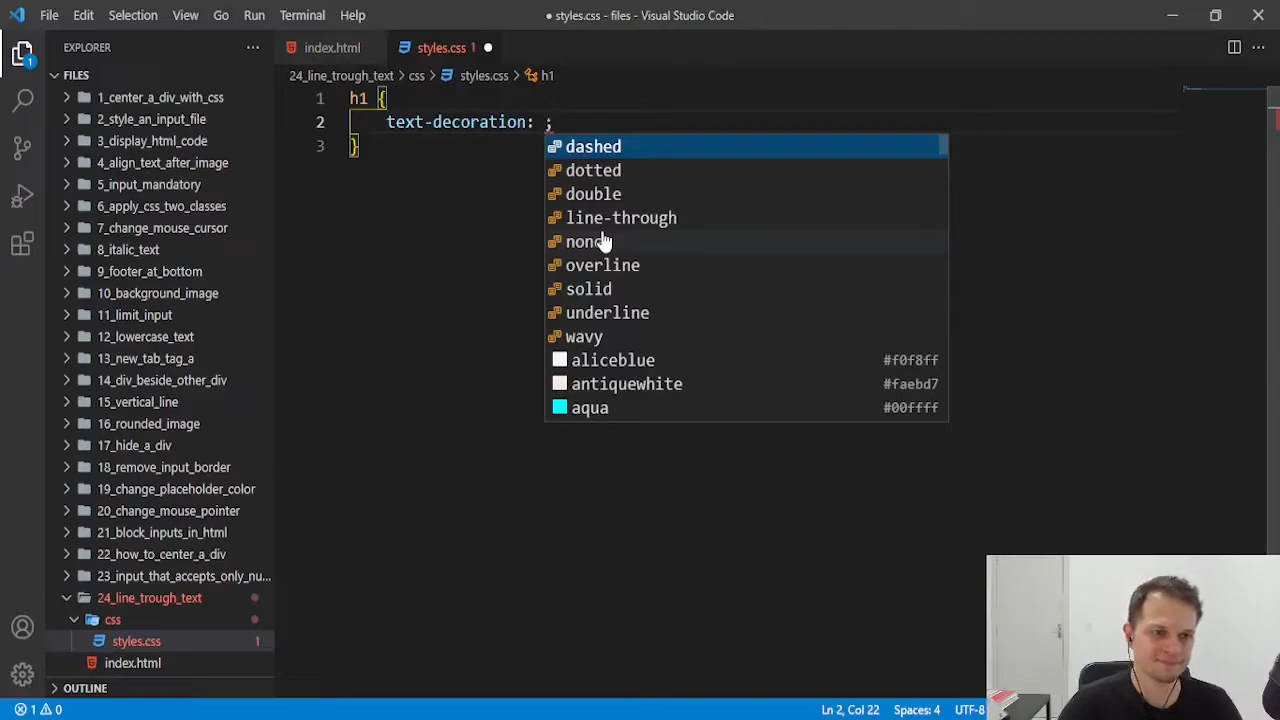 File Edit Selection View Go Run Terminal Help
● styles.css - files - Visual Studio Code
EXPLORER
index.html
styles.css 1
FILES
24_line_trough_text > css > styles.css > h1
1_center_a_div_with_css
2_style_an_input_file
3_display_html_code
4_align_text_after_image
5_input_mandatory
6_apply_css_two_classes
7_change_mouse_cursor
8_italic_text
9_footer_at_bottom
10_background_image
11_limit_input
12_lowercase_text
13_new_tab_tag_a
14_div_beside_other_div
15_vertical_line
16_rounded_image
17_hide_a_div
18_remove_input_border
19_change_placeholder_color
20_change_mouse_pointer
21_block_inputs_in_html
22_how_to_center_a_div
23_input_that_accepts_only_nu...
24_line_trough_text
css
styles.css 1
index.html
OUTLINE
1 h1 {
2 text-decoration: ;
3 }
dashed
dotted
double
line-through
none
overline
solid
underline
wavy
aliceblue #f0f8ff
antiquewhite #faebd7
aqua #00ffff
1
1 0
Ln 2, Col 22 Spaces: 4 UTF-8